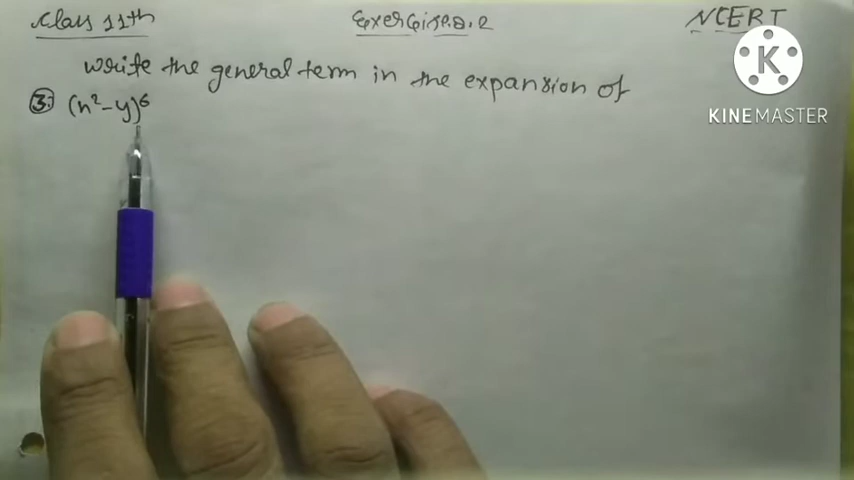 Class 11th
Exercise.8.2
NCERT
K
KINEMASTER
Write the general term in the expansion of
3. (x² - y)⁶